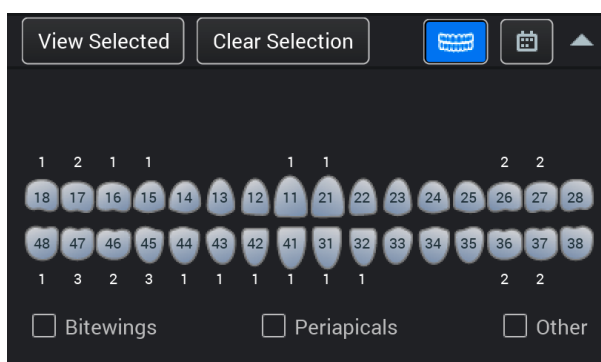 View Selected Clear Selection
1 2 1 1 1 1 2 2
18 17 16 15 14 13 12 11 21 22 23 24 25 26 27 28
48 47 46 45 44 43 42 41 31 32 33 34 35 36 37 38
1 3 2 3 1 1 1 1 1 1 2 2
Bitewings Periapicals Other